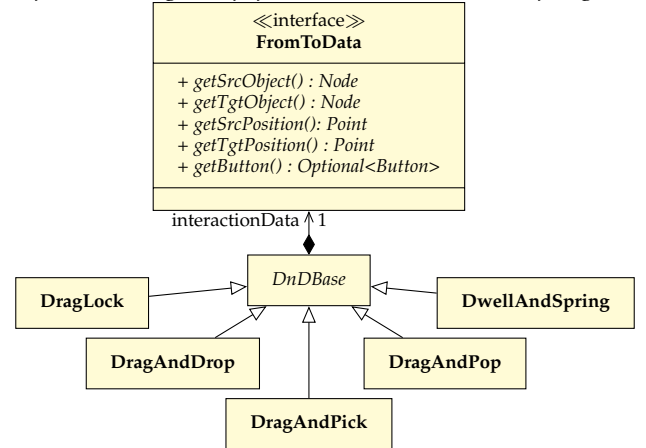 ≪interface≫
FromToData
+ getSrcObject() : Node
+ getTgtObject() : Node
+ getSrcPosition(): Point
+ getTgtPosition() : Point
+ getButton() : Optional<Button>
interactionData 1
DnDBase
DragLock
DwellAndSpring
DragAndDrop
DragAndPop
DragAndPick